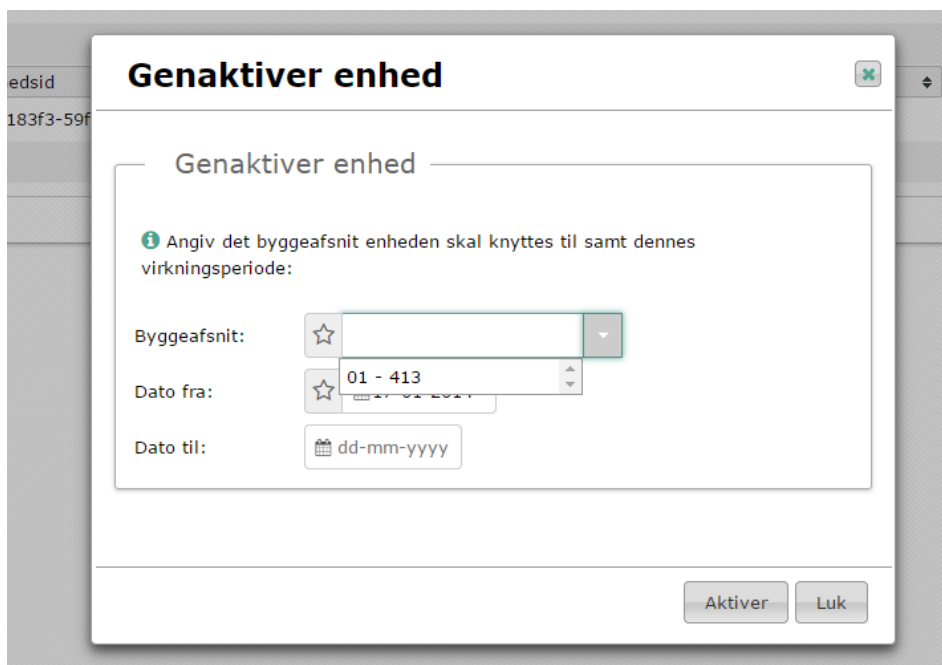 Genaktiver enhed
edsid
183f3-59f
Genaktiver enhed
Angiv det byggeafsnit enheden skal knyttes til samt dennes
virkningsperiode:
Byggeafsnit:
01 - 413
Dato fra:
Dato til:
dd-mm-yyyy
Aktiver
Luk